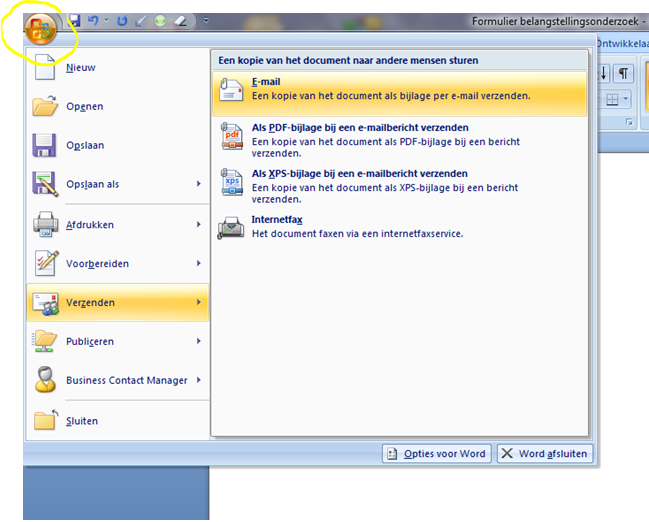 Formulier belangstellingsonderzoek -
Ontwikkelaa
Nieuw
Openen
Opslaan
Opslaan als
Afdrukken
Voorbereiden
Verzenden
Publiceren
Business Contact Manager
Sluiten
Een kopie van het document naar andere mensen sturen
E-mail
Een kopie van het document als bijlage per e-mail verzenden.
pdf
Als PDF-bijlage bij een e-mailbericht verzenden
Een kopie van het document als PDF-bijlage bij een bericht
verzenden.
xps
Als XPS-bijlage bij een e-mailbericht verzenden
Een kopie van het document als XPS-bijlage bij een bericht
verzenden.
Internetfax
Het document faxen via een internetfaxservice.
Opties voor Word
Word afsluiten